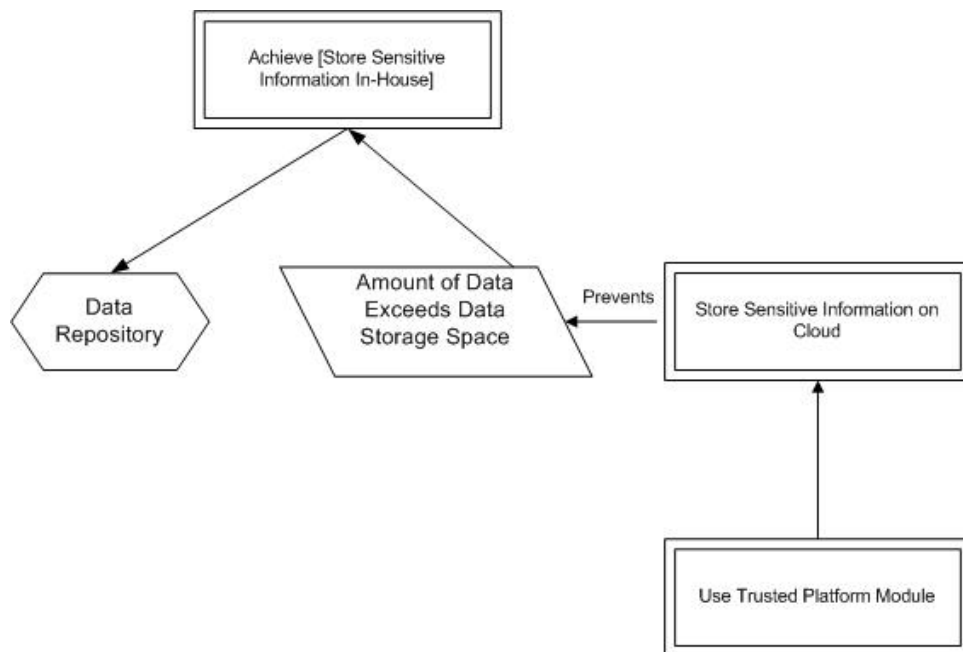 Achieve [Store Sensitive
Information In-House]
Data
Repository
Amount of Data
Exceeds Data
Storage Space
Prevents
Store Sensitive Information on
Cloud
Use Trusted Platform Module